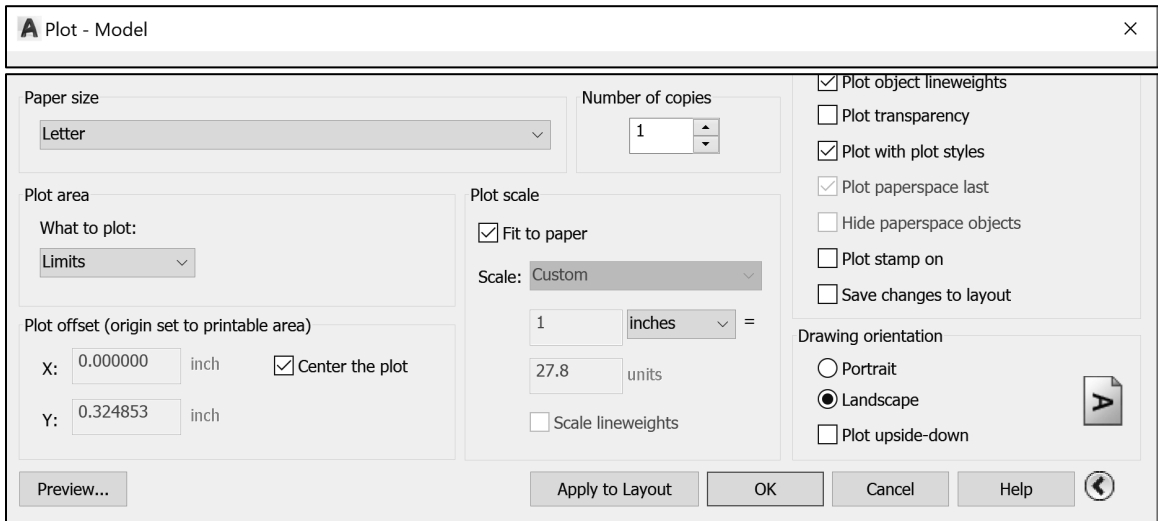 A Plot - Model
Paper size
Letter
Number of copies
1
Plot object lineweights
Plot transparency
Plot with plot styles
Plot paperspace last
Hide paperspace objects
Plot stamp on
Save changes to layout
Plot area
What to plot:
Limits
Plot scale
Fit to paper
Scale: Custom
1 inches =
27.8 units
Scale lineweights
Plot offset (origin set to printable area)
X: 0.000000 inch Center the plot
Y: 0.324853 inch
Drawing orientation
Portrait
Landscape
Plot upside-down
A
Preview... Apply to Layout OK Cancel Help